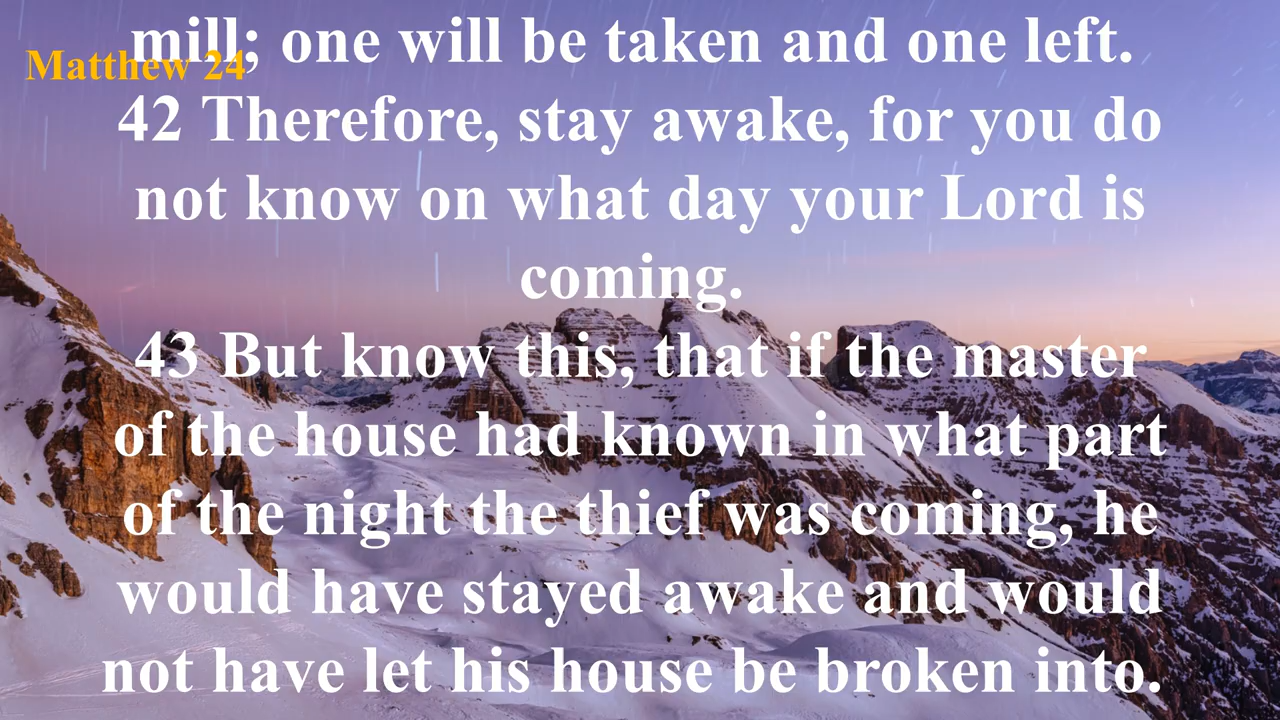 mill; one will be taken and one left.
Matthew 24
42 Therefore, stay awake, for you do
not know on what day your Lord is
coming.
43 But know this, that if the master
of the house had known in what part
of the night the thief was coming, he
would have stayed awake and would
not have let his house be broken into.